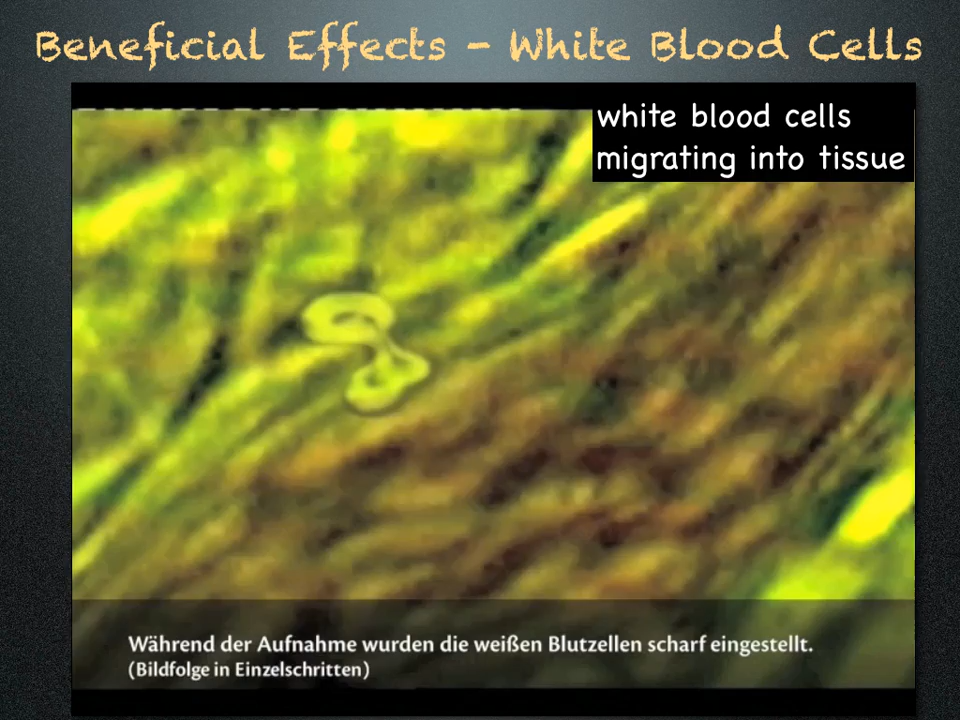 Beneficial Effects - White Blood Cells
white blood cells
migrating into tissue
Während der Aufnahme wurden die weißen Blutzellen scharf eingestellt.
(Bildfolge in Einzelschritten)